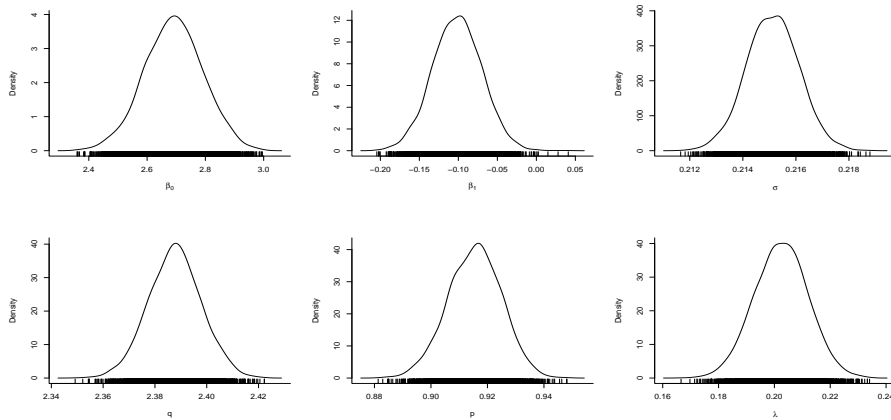 Density
0 1 2 3 4
2.4 2.6 2.8 3.0
β0
Density
0 2 4 6 8 10 12
−0.20 −0.15 −0.10 −0.05 0.00 0.05
β1
Density
0 100 200 300 400
0.212 0.214 0.216 0.218
σ
Density
0 10 20 30 40
2.34 2.36 2.38 2.40 2.42
q
Density
0 10 20 30 40
0.88 0.90 0.92 0.94
p
Density
0 10 20 30 40
0.16 0.18 0.20 0.22
λ